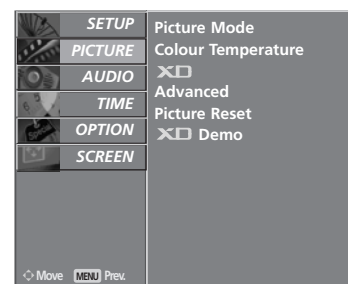 SETUP
PICTURE
AUDIO
TIME
OPTION
SCREEN
Move MENU Prev.
Picture Mode
Colour Temperature
XD
Advanced
Picture Reset
XD Demo